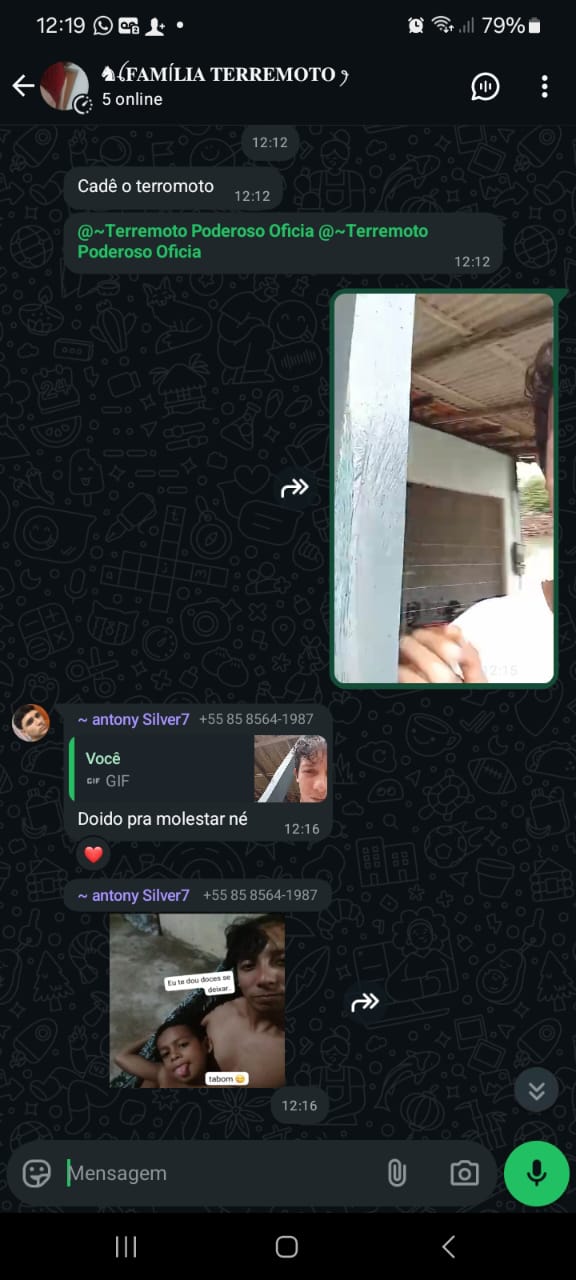 12:19
79%
FAMÍLIA TERREMOTO
5 online
12:12
Cadê o terromoto
12:12
@~Terremoto Poderoso Oficia @~Terremoto
Poderoso Oficia
12:12
12:15
~ antony Silver7 +55 85 8564-1987
Você
GIF GIF
Doido pra molestar né
12:16
~ antony Silver7 +55 85 8564-1987
Eu te dou doces se
deixar..
tabom 😊
12:16
Mensagem